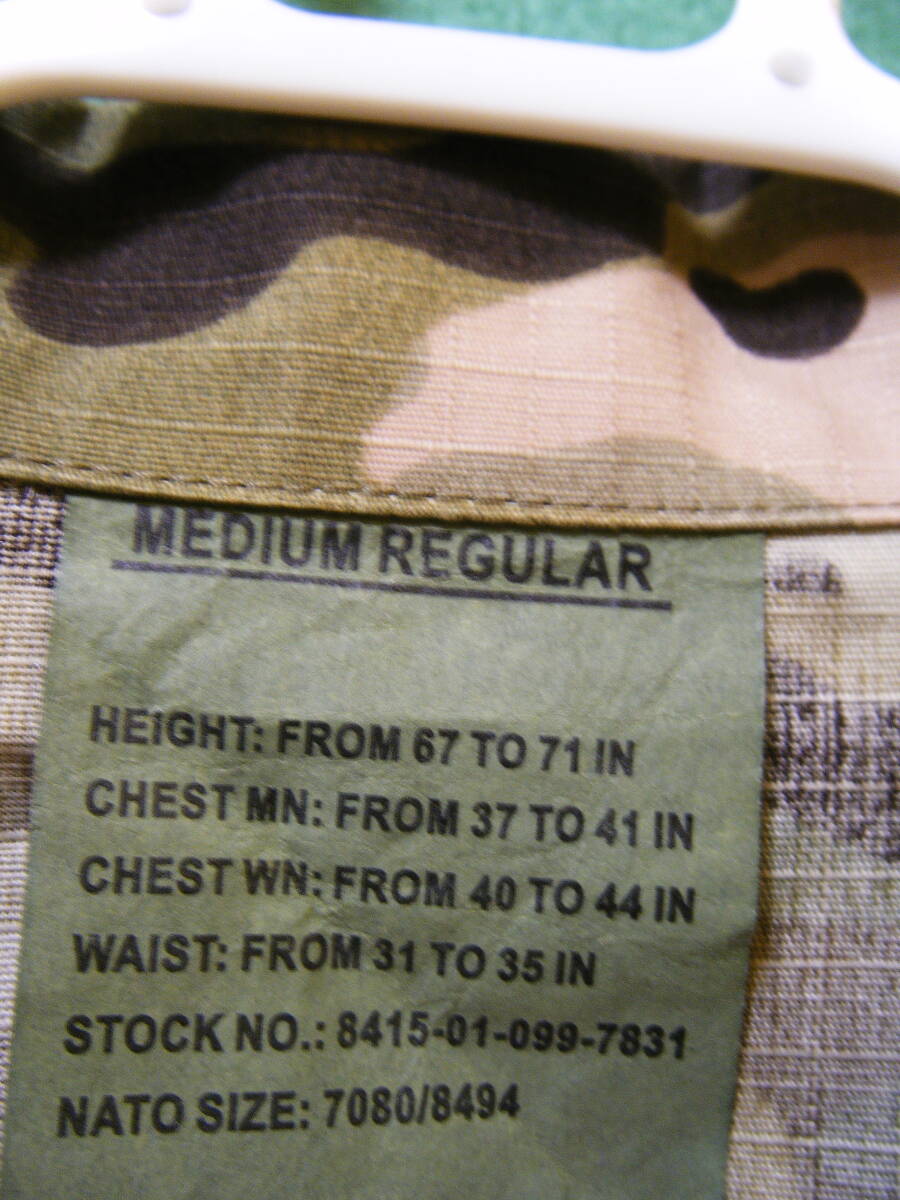 MEDIUM REGULAR
HEIGHT: FROM 67 TO 71 IN
CHEST MN: FROM 37 TO 41 IN
CHEST WN: FROM 40 TO 44 IN
WAIST: FROM 31 TO 35 IN
STOCK NO.: 8415-01-099-7831
NATO SIZE: 7080/8494